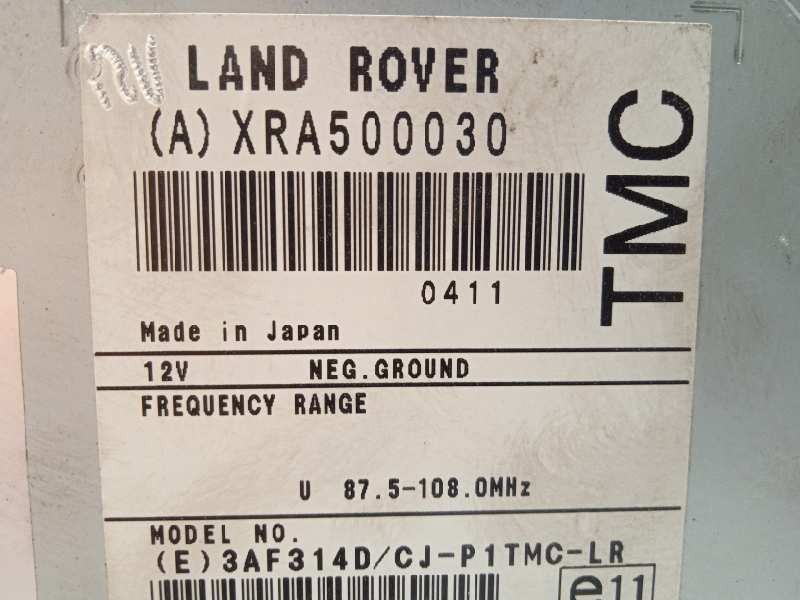 LAND ROVER
(A) XRA500030
TMC
0411
Made in Japan
12V NEG.GROUND
FREQUENCY RANGE
U 87.5-108.0MHz
MODEL NO.
(E)3AF314D/CJ-P1TMC-LR
e11